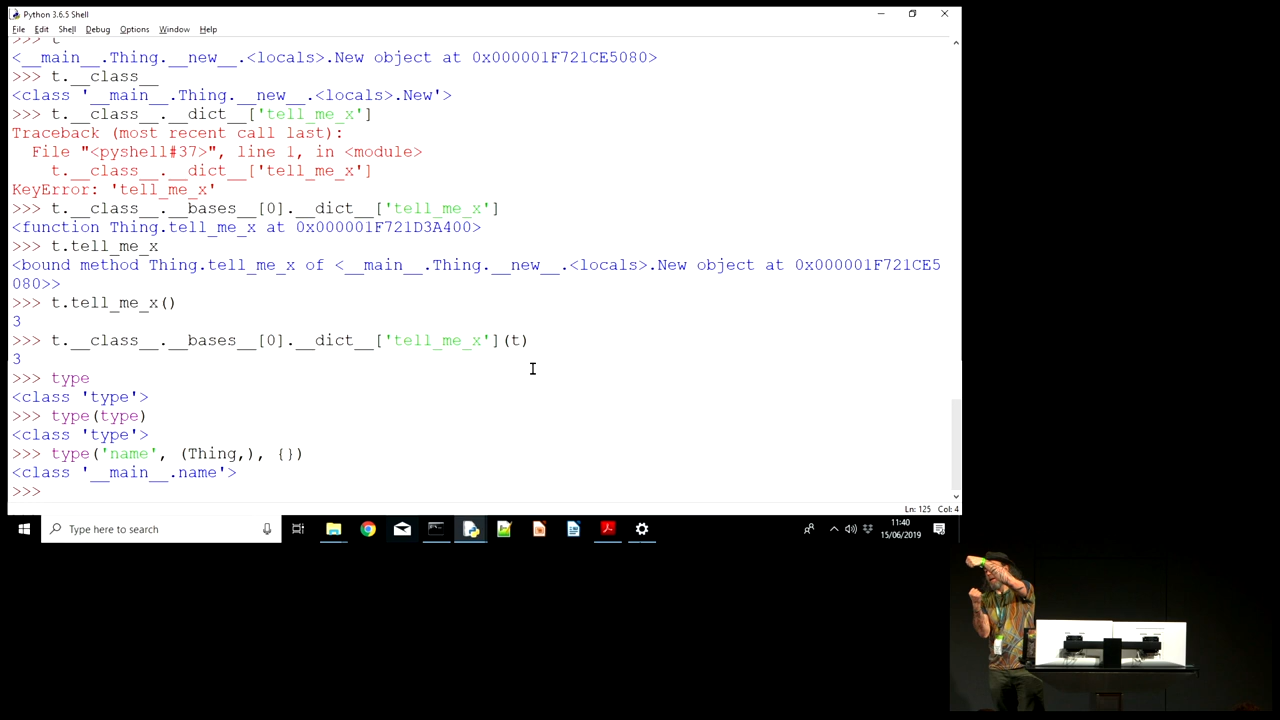 Python 3.6.5 Shell
File Edit Shell Debug Options Window Help
>>> t
<__main__.Thing.__new__.<locals>.New object at 0x000001F721CE5080>
>>> t.__class__
<class '__main__.Thing.__new__.<locals>.New'>
>>> t.__class__.__dict__['tell_me_x']
Traceback (most recent call last):
  File "<pyshell#37>", line 1, in <module>
    t.__class__.__dict__['tell_me_x']
KeyError: 'tell_me_x'
>>> t.__class__.__bases__[0].__dict__['tell_me_x']
<function Thing.tell_me_x at 0x000001F721D3A400>
>>> t.tell_me_x
<bound method Thing.tell_me_x of <__main__.Thing.__new__.<locals>.New object at 0x000001F721CE5
080>>
>>> t.tell_me_x()
3
>>> t.__class__.__bases__[0].__dict__['tell_me_x'](t)
3
>>> type
<class 'type'>
>>> type(type)
<class 'type'>
>>> type('name', (Thing,), {})
<class '__main__.name'>
>>>
Ln: 125 Col: 4
Type here to search
11:40
15/06/2019